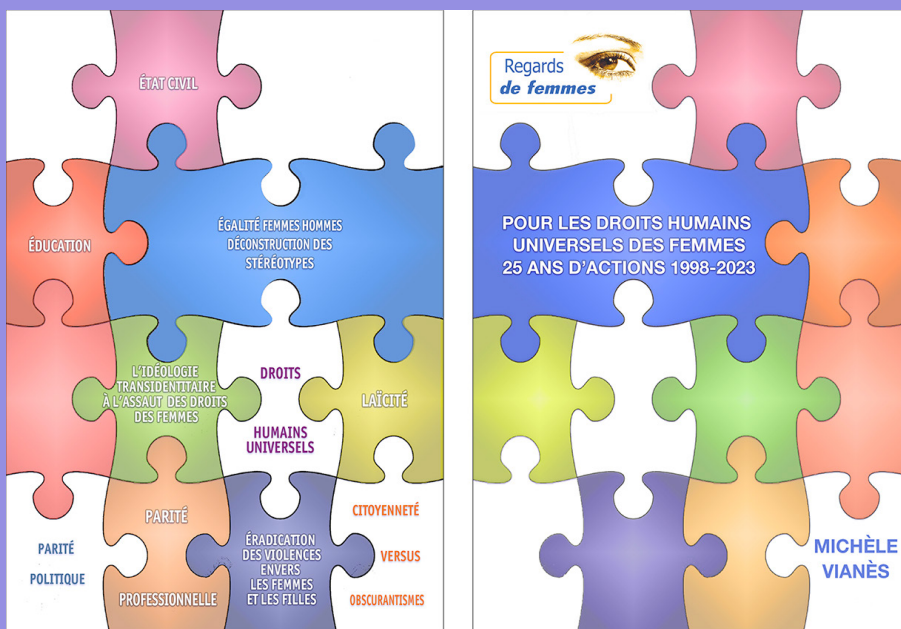 ÉTAT CIVIL
ÉDUCATION
ÉGALITÉ FEMMES HOMMES
DÉCONSTRUCTION DES
STÉRÉOTYPES
L'IDÉOLOGIE
TRANSIDENTITAIRE
À L'ASSAUT DES DROITS
DES FEMMES
DROITS
HUMAINS
UNIVERSELS
LAÏCITÉ
PARITÉ
POLITIQUE
PARITÉ
PROFESSIONNELLE
ÉRADICATION
DES VIOLENCES
ENVERS
LES FEMMES
ET LES FILLES
CITOYENNETÉ
VERSUS
OBSCURANTISMES
Regards
de femmes
POUR LES DROITS HUMAINS
UNIVERSELS DES FEMMES
25 ANS D'ACTIONS 1998-2023
MICHÈLE
VIANÈS